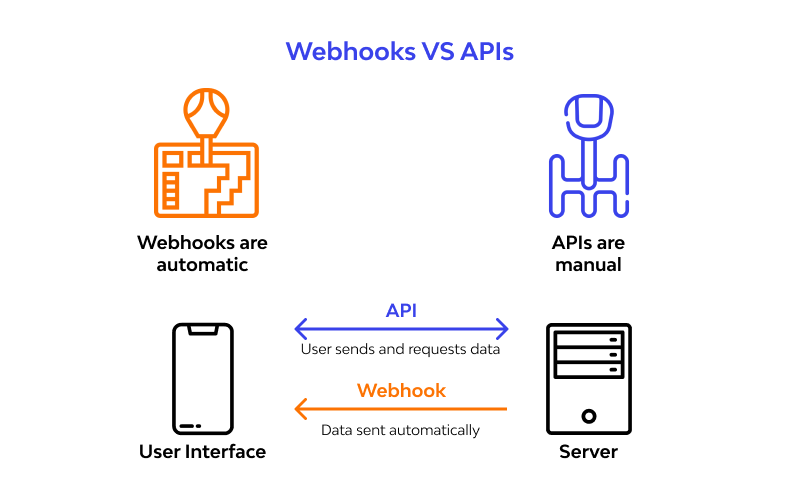 Webhooks VS APIs
Webhooks are
automatic
APIs are
manual
API
User sends and requests data
Webhook
Data sent automatically
User Interface
Server